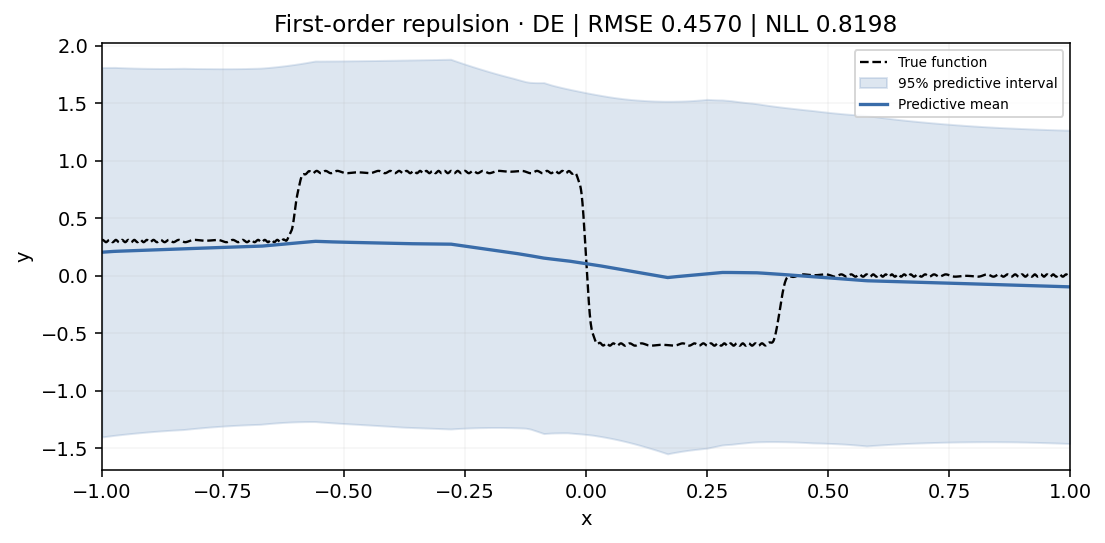 First-order repulsion · DE | RMSE 0.4570 | NLL 0.8198
True function
95% predictive interval
Predictive mean
y
2.0
1.5
1.0
0.5
0.0
−0.5
−1.0
−1.5
−1.00
−0.75
−0.50
−0.25
0.00
0.25
0.50
0.75
1.00
x